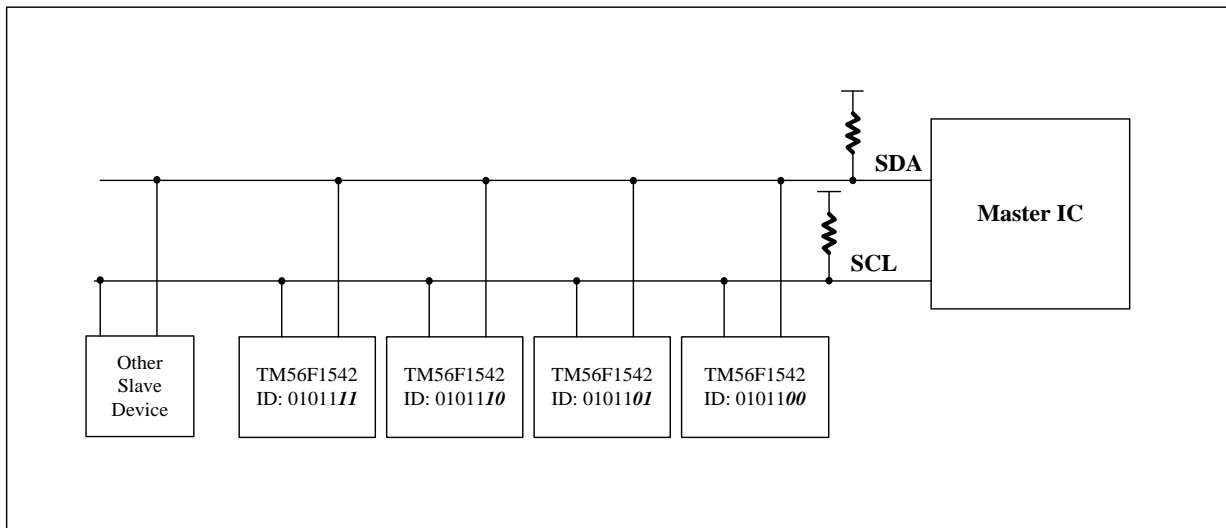 SDA
Master IC
SCL
Other
Slave
Device
TM56F1542
ID: 0101111
TM56F1542
ID: 0101110
TM56F1542
ID: 0101101
TM56F1542
ID: 0101100